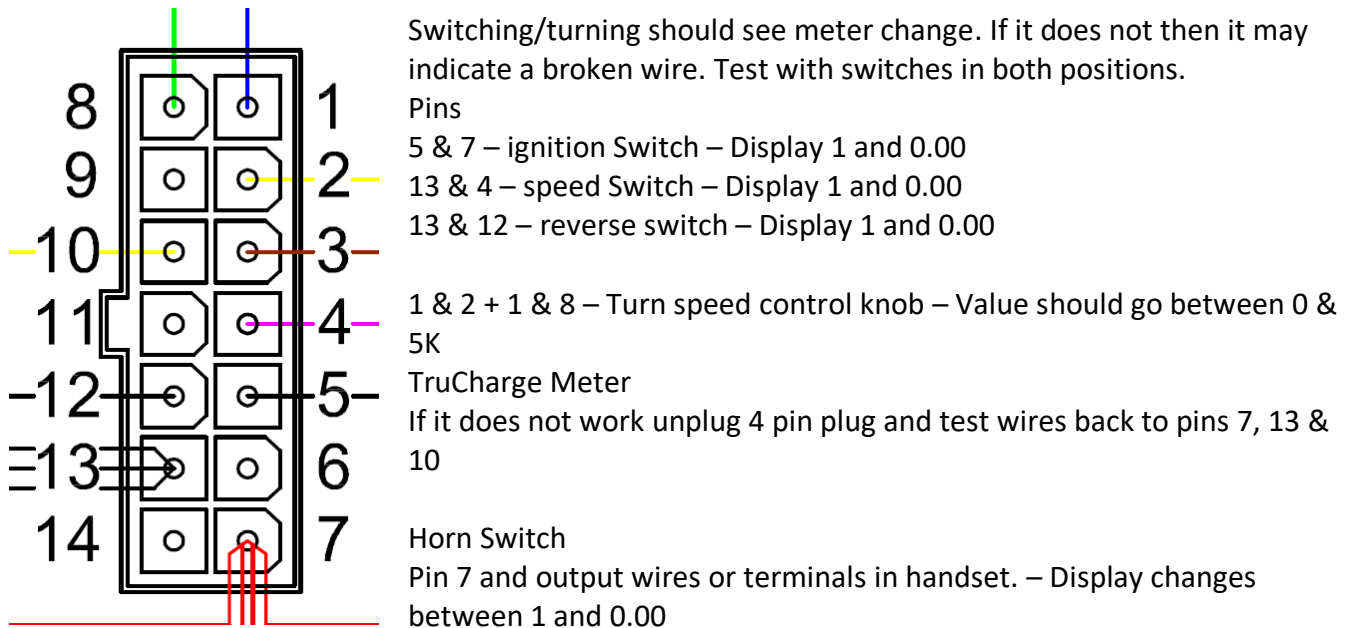 Switching/turning should see meter change. If it does not then it may
indicate a broken wire. Test with switches in both positions.
Pins
5 & 7 – ignition Switch – Display 1 and 0.00
13 & 4 – speed Switch – Display 1 and 0.00
13 & 12 – reverse switch – Display 1 and 0.00
1 & 2 + 1 & 8 – Turn speed control knob – Value should go between 0 &
5K
TruCharge Meter
If it does not work unplug 4 pin plug and test wires back to pins 7, 13 &
10
Horn Switch
Pin 7 and output wires or terminals in handset. – Display changes
between 1 and 0.00
8 1
9 2
10 3
11 4
12 5
13 6
14 7